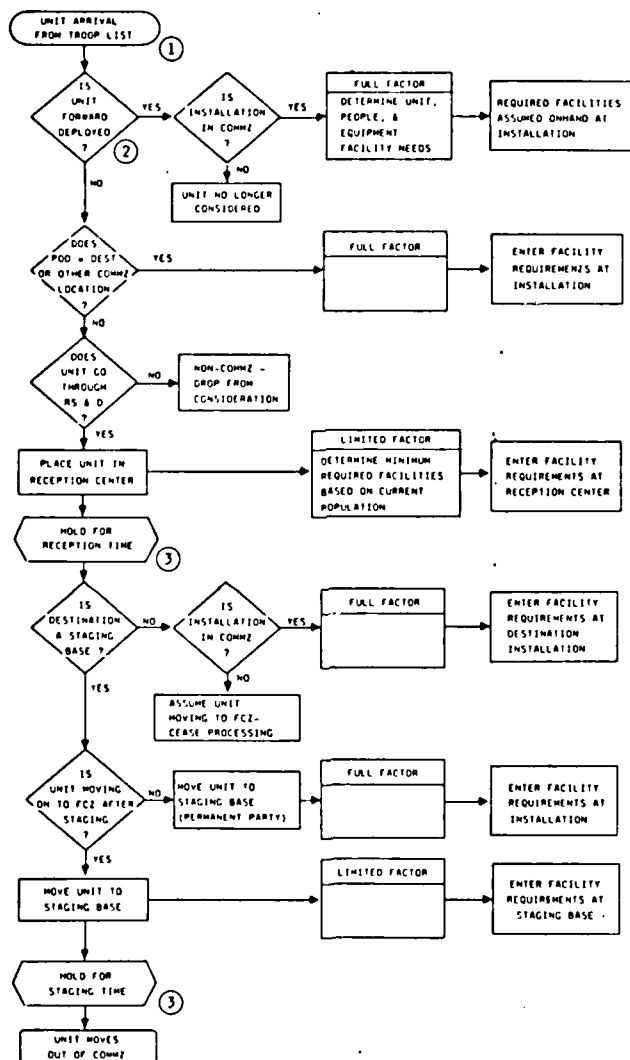 UNIT ARRIVAL
FROM TROOP LIST
1
IS
UNIT
FORWARD
DEPLOYED
?
2
YES
IS
INSTALLATION
IN COMMZ
?
YES
FULL FACTOR
DETERMINE UNIT,
PEOPLE, &
EQUIPMENT
FACILITY NEEDS
REQUIRED FACILITIES
ASSUMED ONHAND AT
INSTALLATION
NO
UNIT NO LONGER
CONSIDERED
NO
DOES
POD = DEST
OR OTHER COMMZ
LOCATION
?
YES
FULL FACTOR
ENTER FACILITY
REQUIREMENTS AT
INSTALLATION
NO
DOES
UNIT GO
THROUGH
RS & D
?
NO
NON-COMMZ -
DROP FROM
CONSIDERATION
YES
PLACE UNIT IN
RECEPTION CENTER
LIMITED FACTOR
DETERMINE MINIMUM
REQUIRED FACILITIES
BASED ON CURRENT
POPULATION
ENTER FACILITY
REQUIREMENTS AT
RECEPTION CENTER
HOLD FOR
RECEPTION TIME
3
IS
DESTINATION
A STAGING
BASE ?
NO
IS
INSTALLATION
IN COMMZ
?
YES
FULL FACTOR
ENTER FACILITY
REQUIREMENTS AT
DESTINATION
INSTALLATION
NO
ASSUME UNIT
MOVING TO FCZ-
CEASE PROCESSING
YES
IS
UNIT MOVING
ON TO FCZ AFTER
STAGING
?
NO
MOVE UNIT TO
STAGING BASE
(PERMANENT PARTY)
FULL FACTOR
ENTER FACILITY
REQUIREMENTS AT
INSTALLATION
YES
MOVE UNIT TO
STAGING BASE
LIMITED FACTOR
ENTER FACILITY
REQUIREMENTS AT
STAGING BASE
HOLD FOR
STAGING TIME
3
UNIT MOVES
OUT OF COMMZ